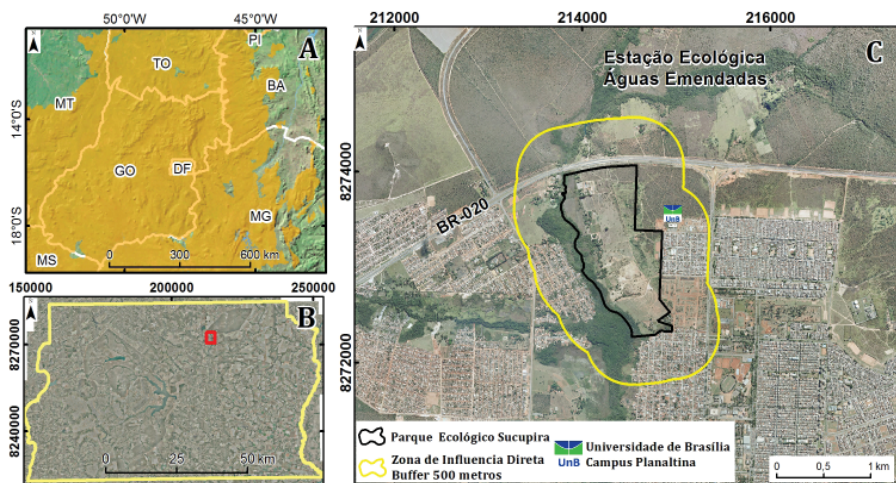 50°0'W
45°0'W
A
PI
TO
BA
MT
14°0'S
GO
DF
MG
18°0'S
MS
0 300 600 km
150000 200000 250000
B
8270000
8240000
0 25 50 km
212000 214000 216000
C
Estação Ecológica
Águas Emendadas
8274000
BR-020
UnB
8272000
Parque Ecológico Sucupira
Zona de Influencia Direta
Buffer 500 metros
UnB
Universidade de Brasília
Campus Planaltina
0 0,5 1 km